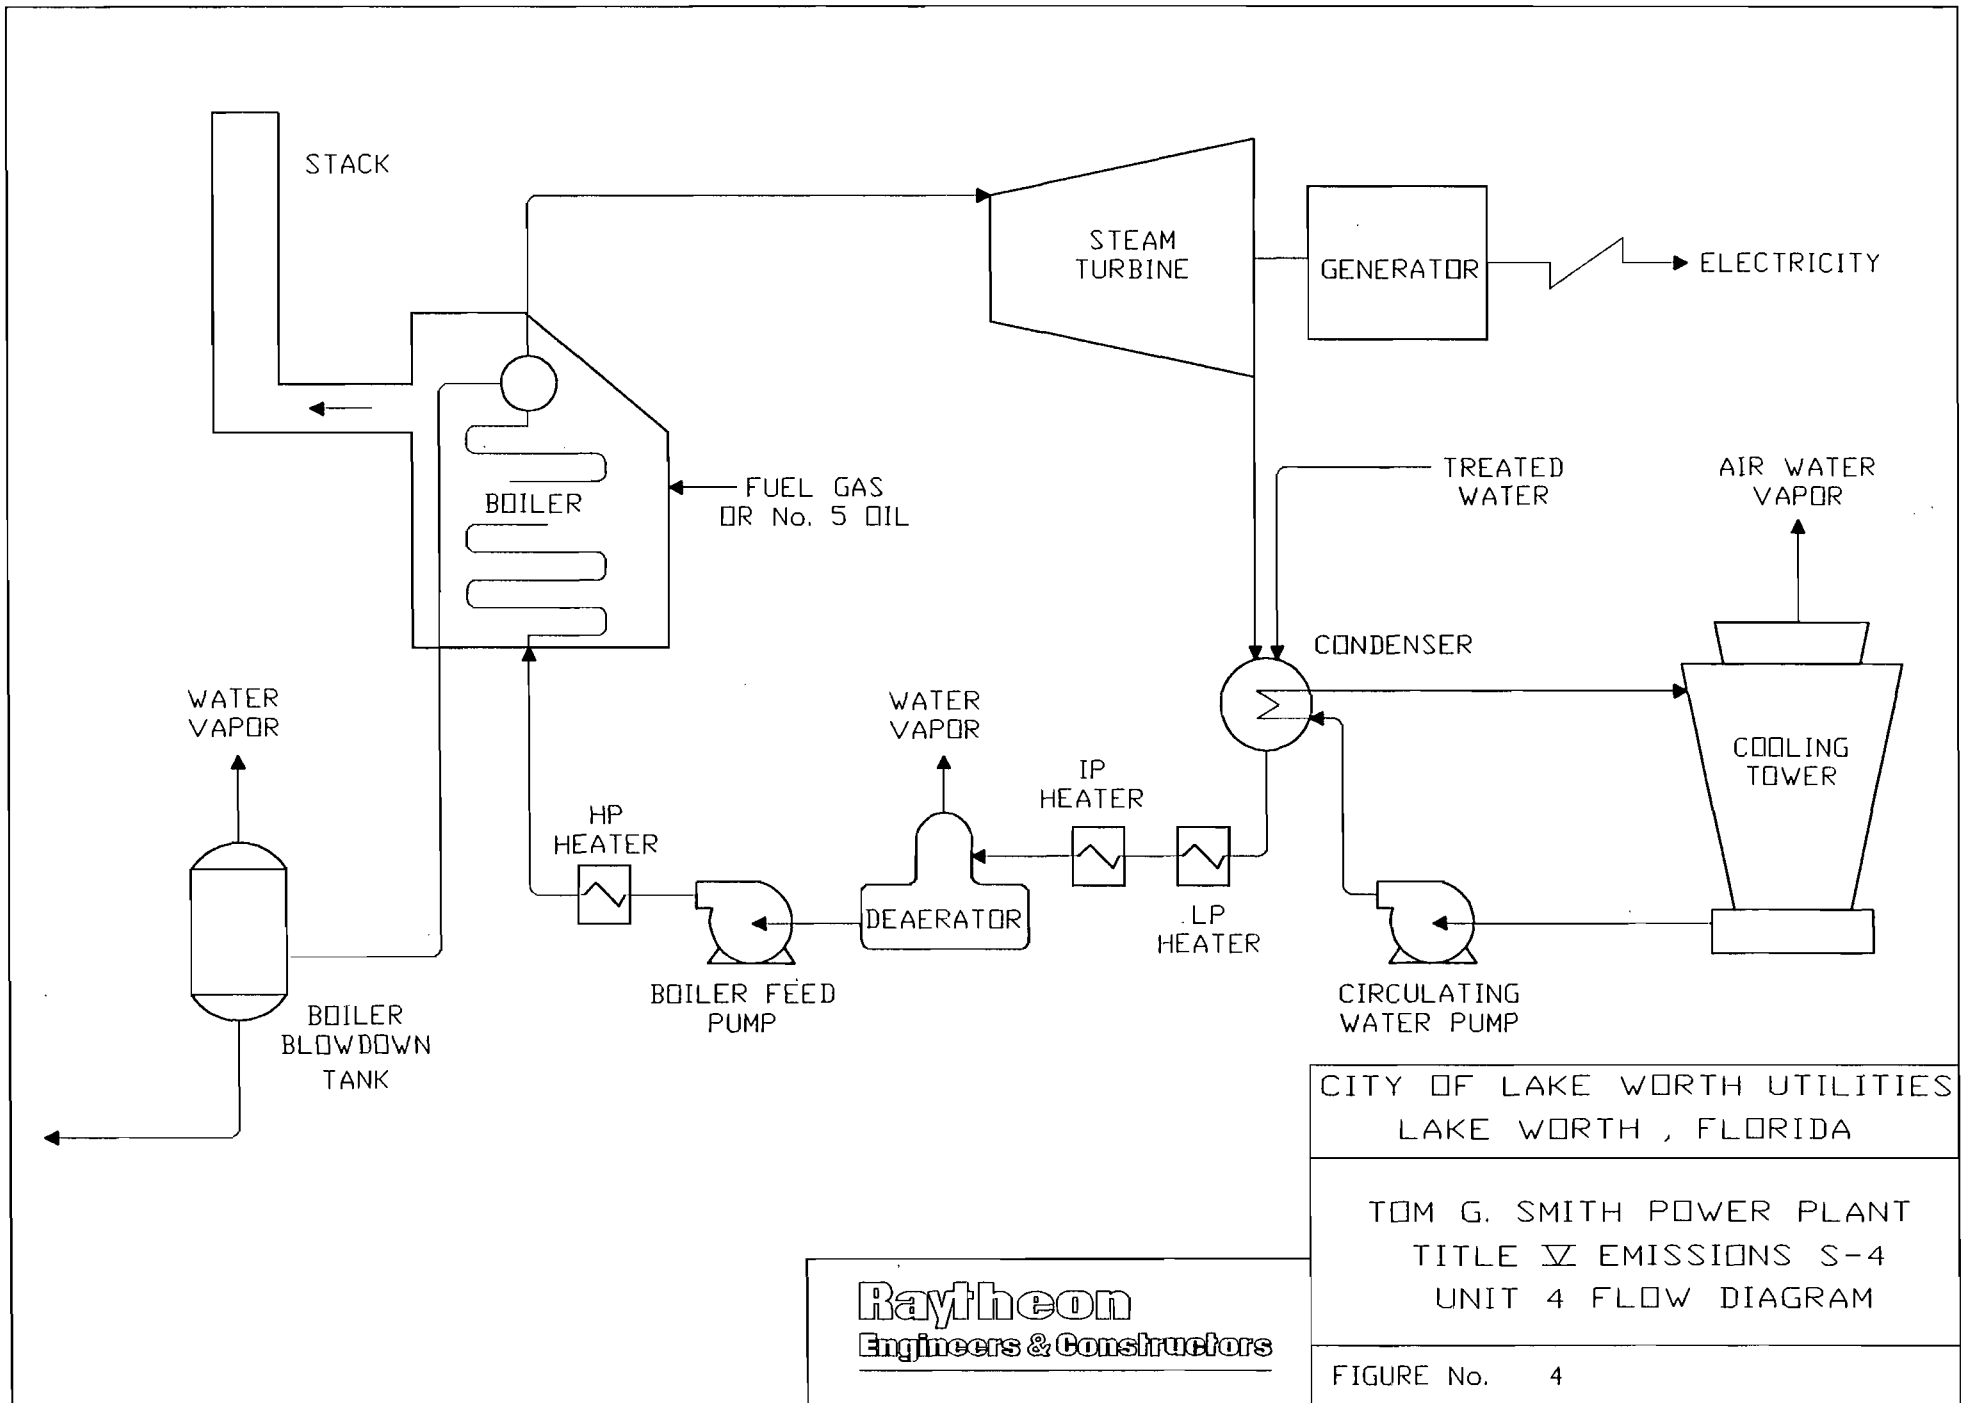 STACK
STEAM
TURBINE
GENERATOR
ELECTRICITY
BOILER
FUEL GAS
OR No. 5 OIL
TREATED
WATER
AIR WATER
VAPOR
CONDENSER
WATER
VAPOR
WATER
VAPOR
COOLING
TOWER
IP
HEATER
HP
HEATER
DEAERATOR
LP
HEATER
BOILER FEED
PUMP
CIRCULATING
WATER PUMP
BOILER
BLOWDOWN
TANK
CITY OF LAKE WORTH UTILITIES
LAKE WORTH , FLORIDA
TOM G. SMITH POWER PLANT
TITLE V EMISSIONS S-4
UNIT 4 FLOW DIAGRAM
Raytheon
Engineers & Constructors
FIGURE No. 4